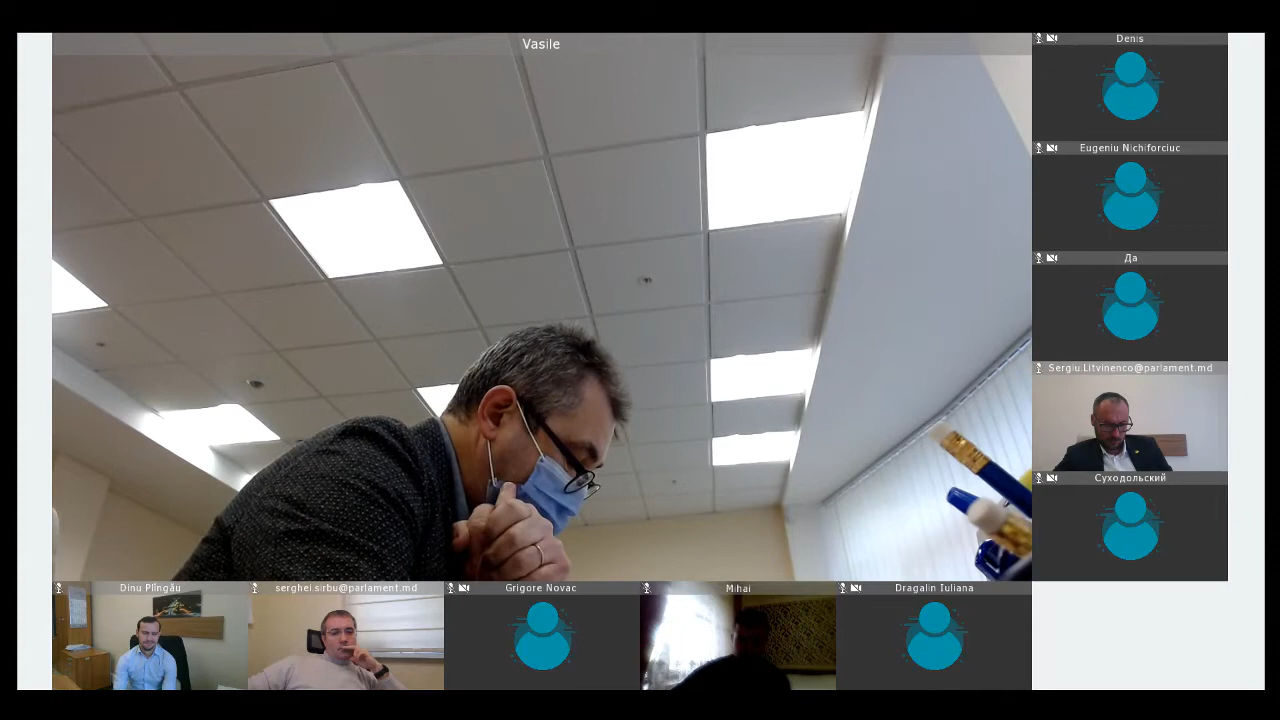 Vasile
Denis
Eugeniu Nichiforciuc
Да
Sergiu.Litvinenco@parlament.md
Суходольский
Dinu Plîngău
serghei.sirbu@parlament.md
Grigore Novac
Mihai
Dragalin Iuliana